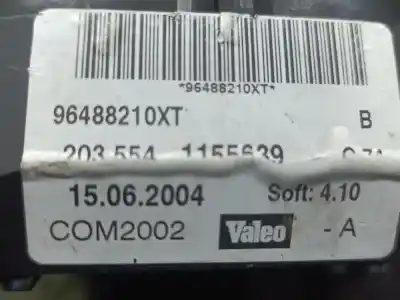 *96488210XT*
96488210XT B
203 554 1155639
15.06.2004 Soft: 4.10
COM2002 Valeo - A